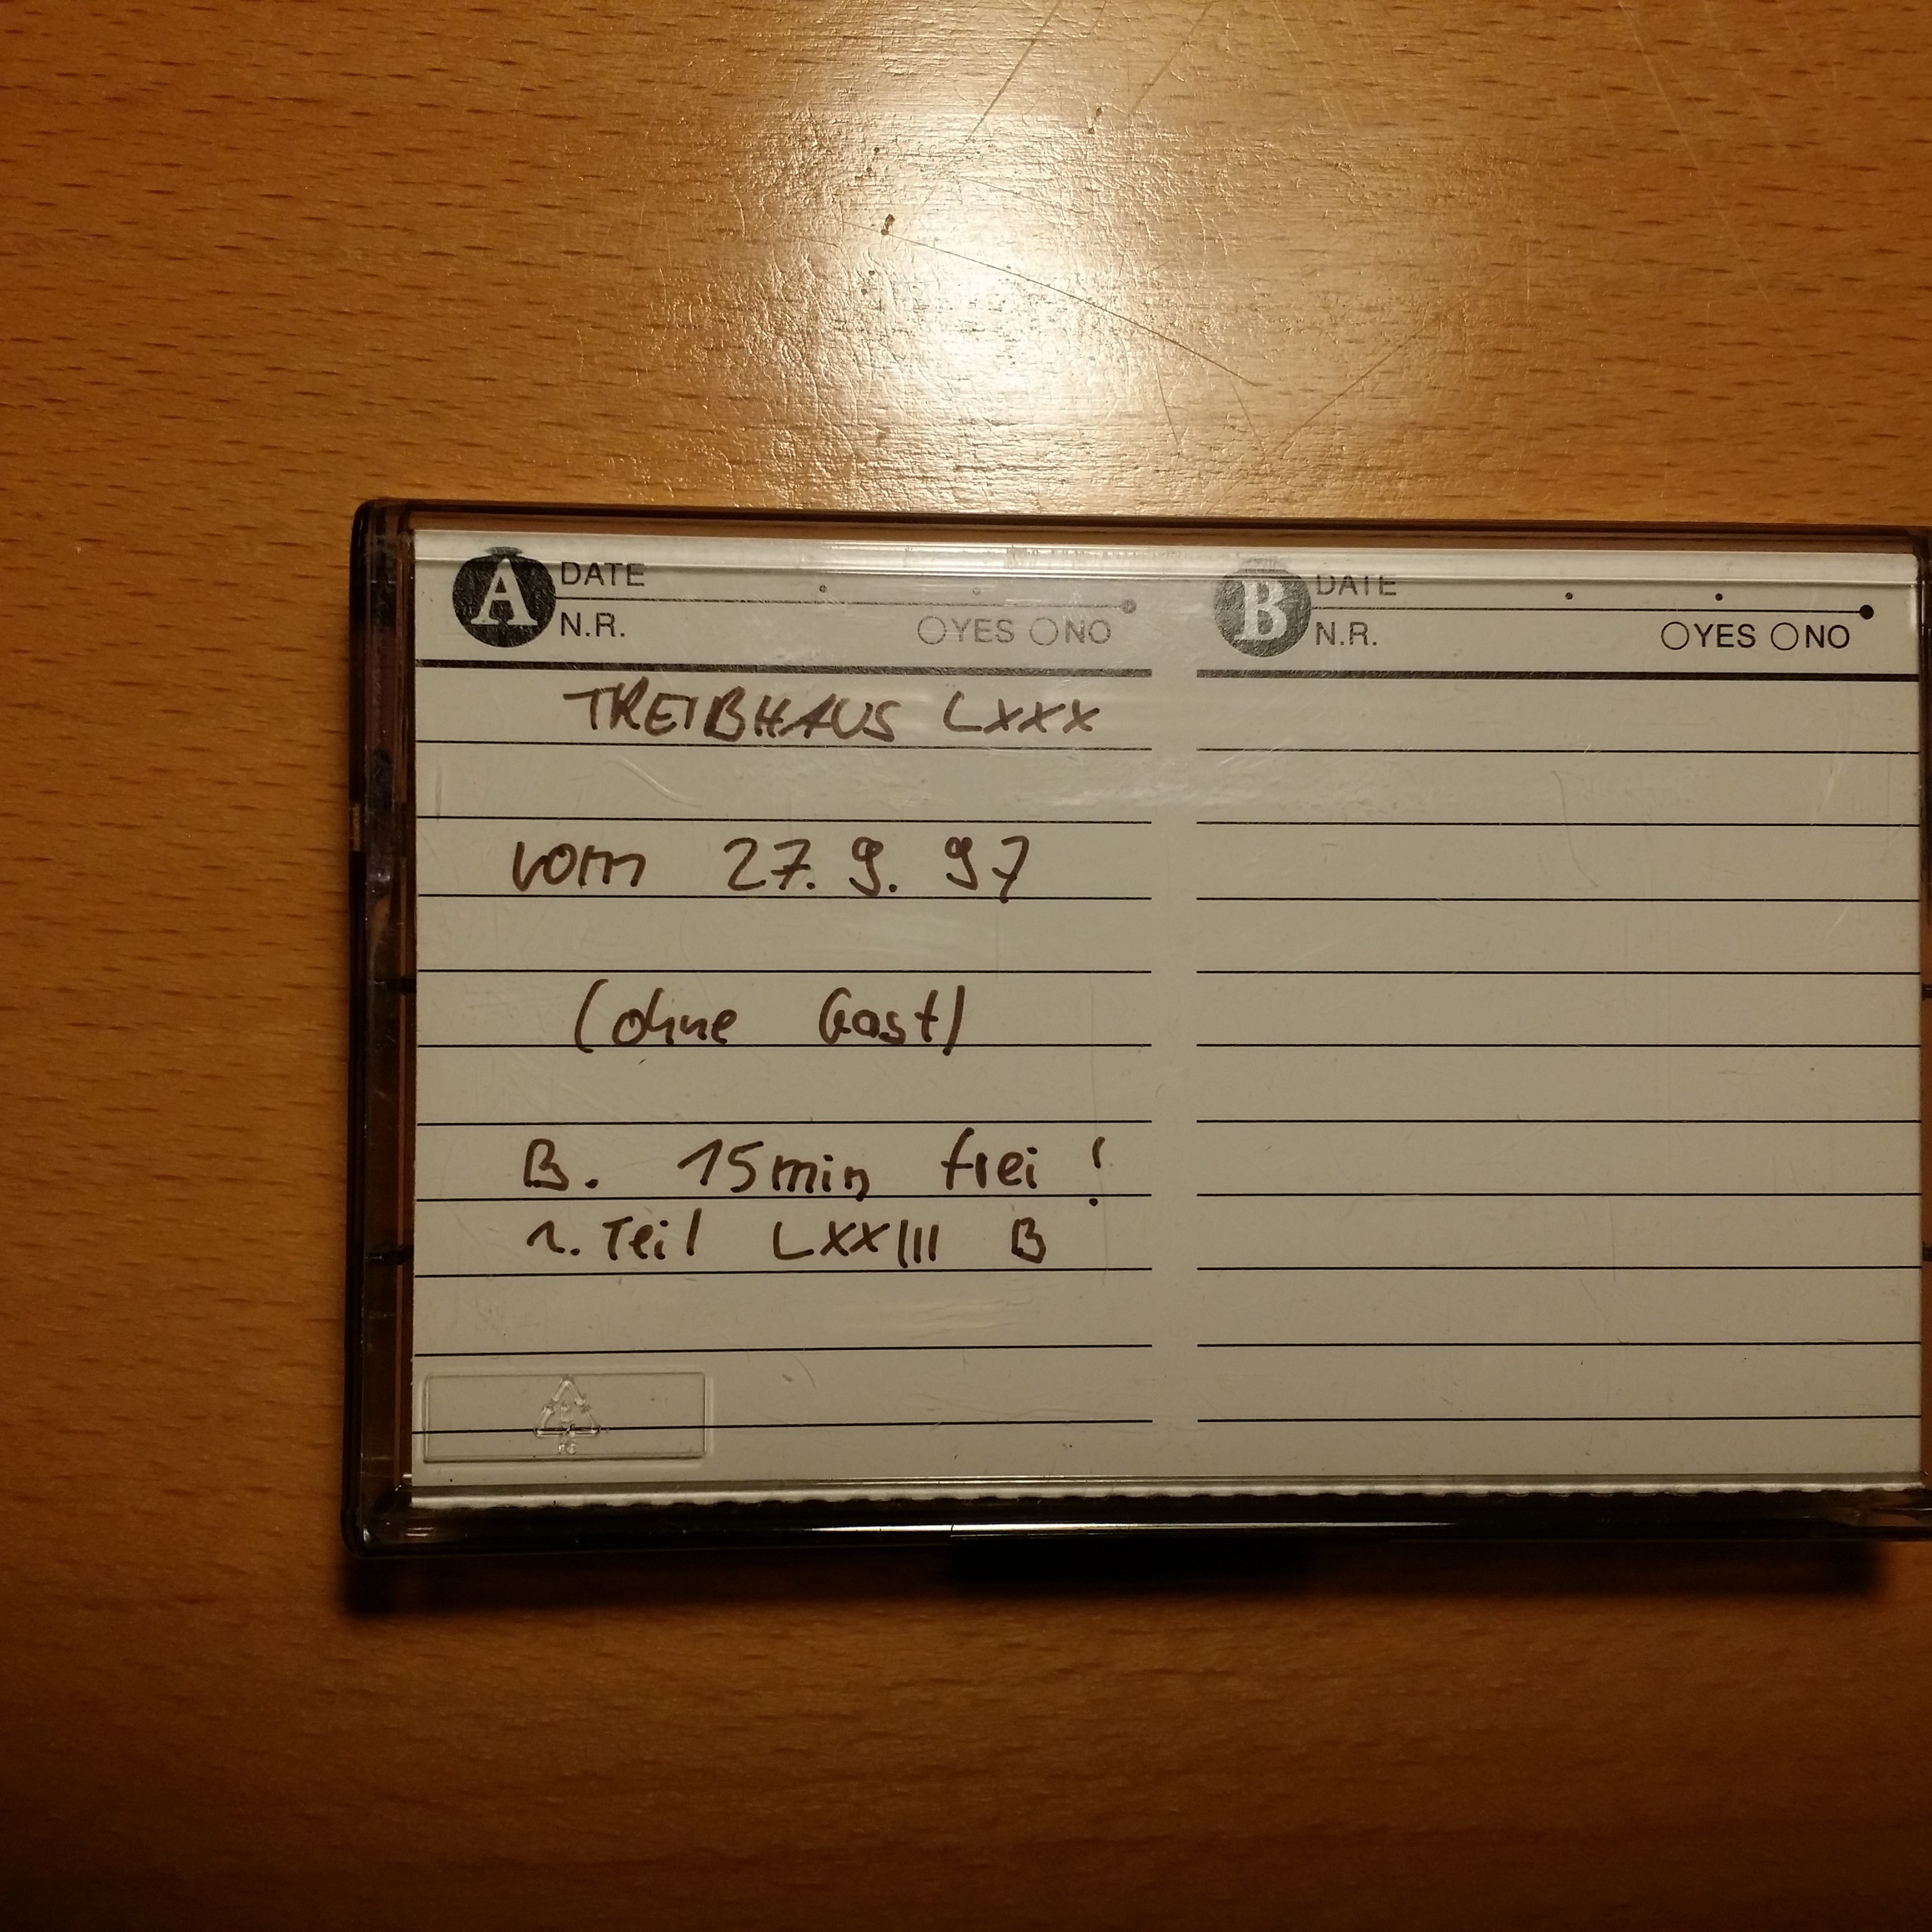 A DATE
N.R. YES NO
TREIBHAUS LXXX
vom 27. 9. 97
(ohne Gast)
B. 15min frei!
1. Teil LXXIII B
B DATE
N.R. YES NO